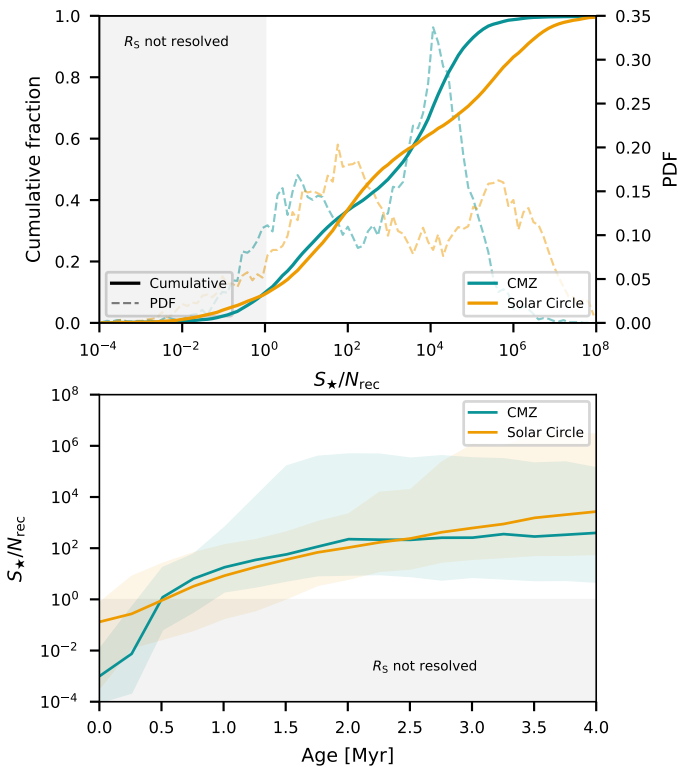 R_S not resolved
Cumulative fraction
1.0
0.8
0.6
0.4
0.2
0.0
0.35
0.30
0.25
0.20
0.15
0.10
0.05
0.00
PDF
Cumulative
PDF
CMZ
Solar Circle
10^−4 10^−2 10^0 10^2 10^4 10^6 10^8
S_★/N_rec
10^8
10^6
10^4
10^2
10^0
10^−2
10^−4
S_★/N_rec
CMZ
Solar Circle
R_S not resolved
0.0 0.5 1.0 1.5 2.0 2.5 3.0 3.5 4.0
Age [Myr]